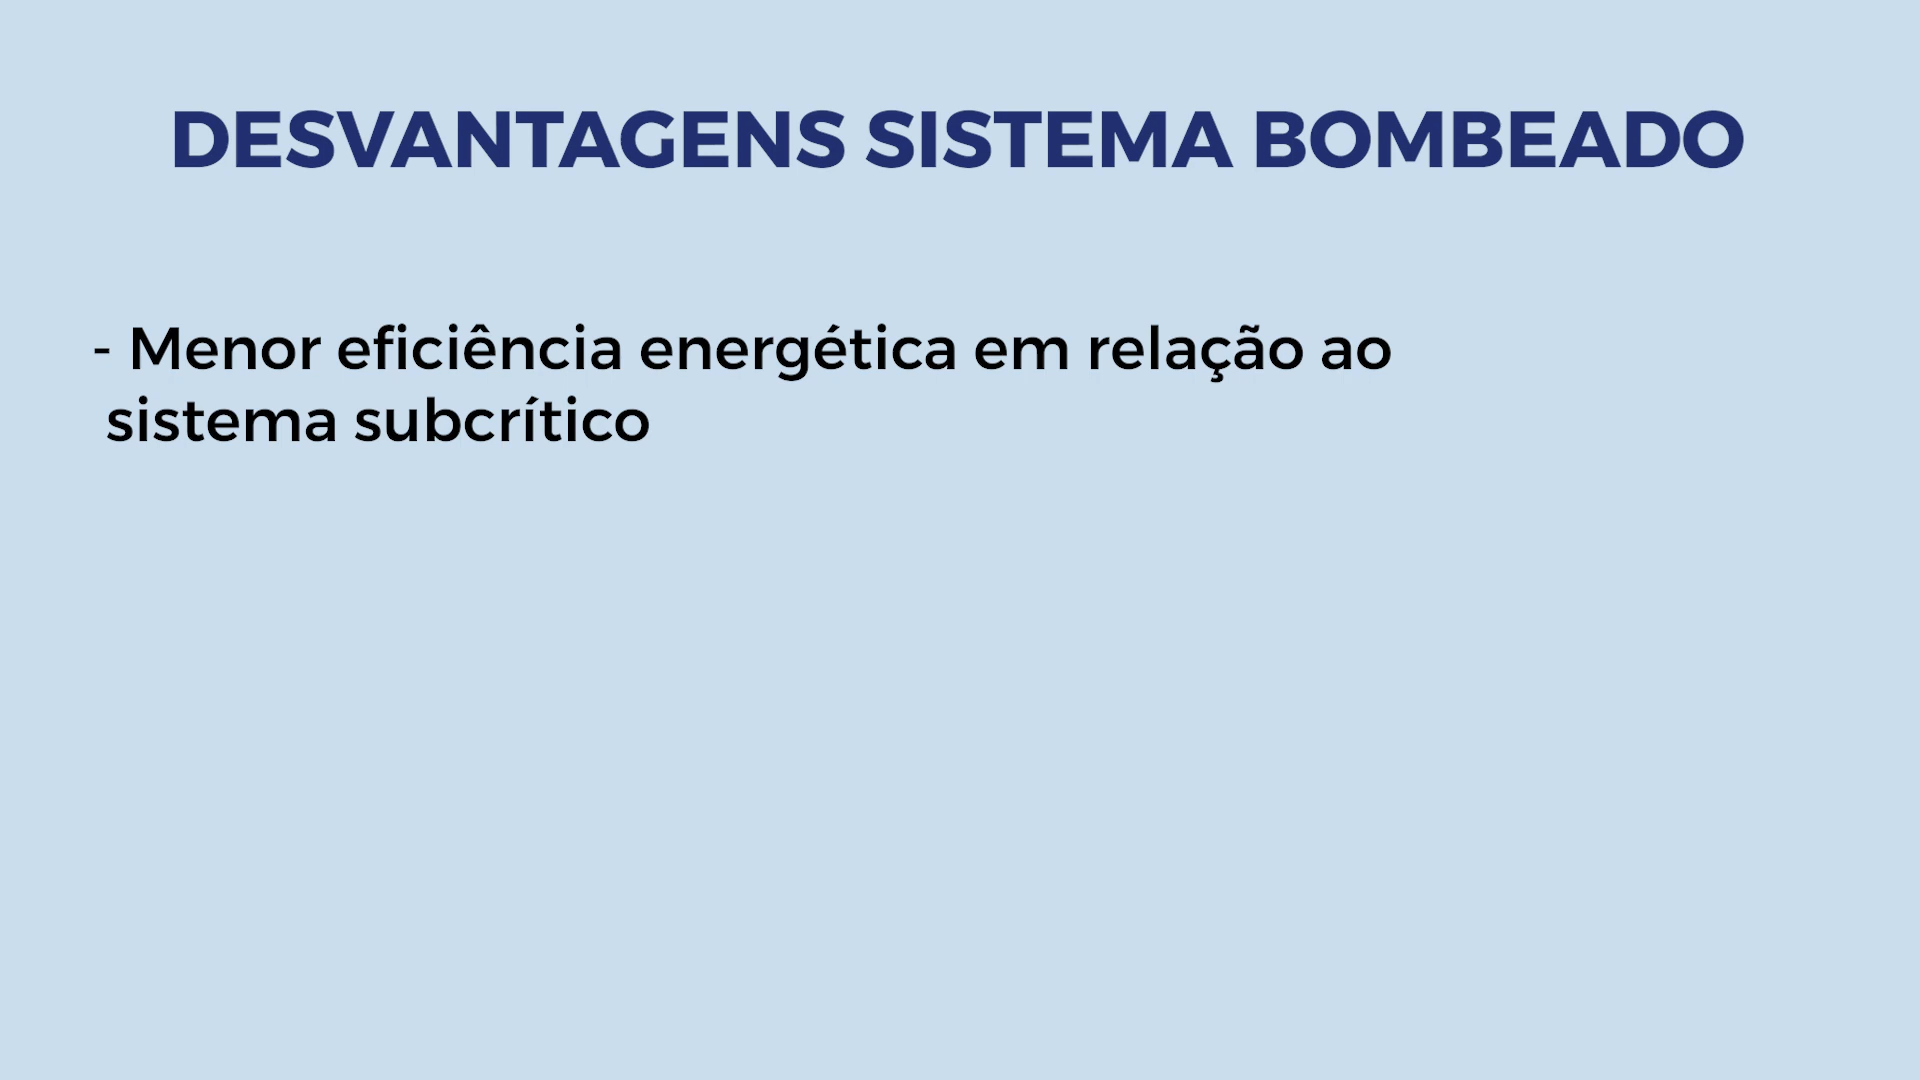 DESVANTAGENS SISTEMA BOMBEADO
- Menor eficiência energética em relação ao
sistema subcrítico